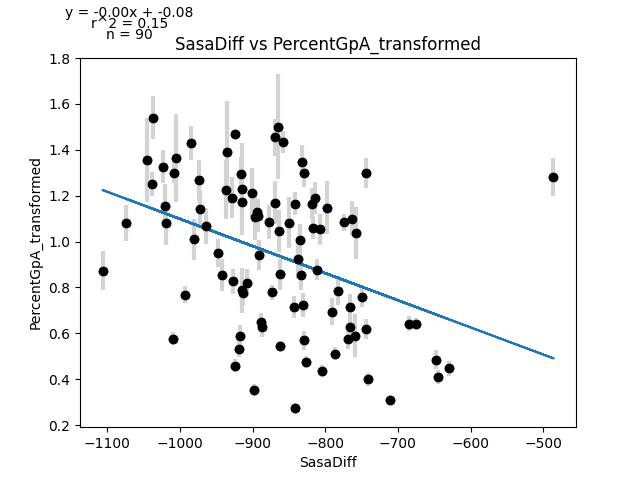 y = -0.00x + -0.08
r^2 = 0.15
n = 90
SasaDiff vs PercentGpA_transformed
1.8
1.6
1.4
1.2
1.0
0.8
0.6
0.4
0.2
PercentGpA_transformed
−1100 −1000 −900 −800 −700 −600 −500
SasaDiff